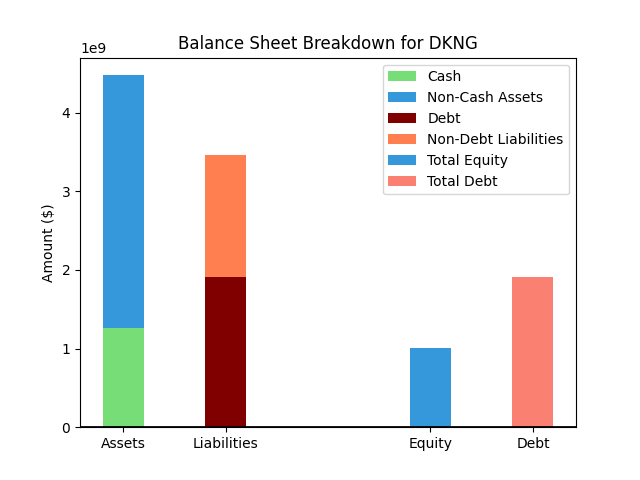 Balance Sheet Breakdown for DKNG
1e9
Cash
Non-Cash Assets
Debt
Non-Debt Liabilities
Total Equity
Total Debt
Amount ($)
4
3
2
1
0
Assets
Liabilities
Equity
Debt